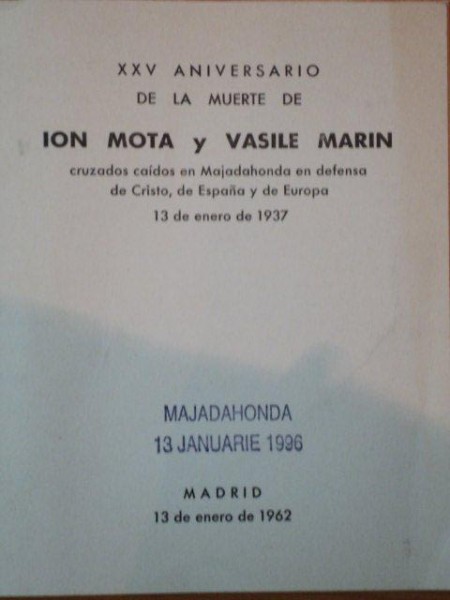 XXV ANIVERSARIO
DE LA MUERTE DE
ION MOTA y VASILE MARIN
cruzados caídos en Majadahonda en defensa
de Cristo, de España y de Europa
13 de enero de 1937
MAJADAHONDA
13 JANUARIE 1996
MADRID
13 de enero de 1962